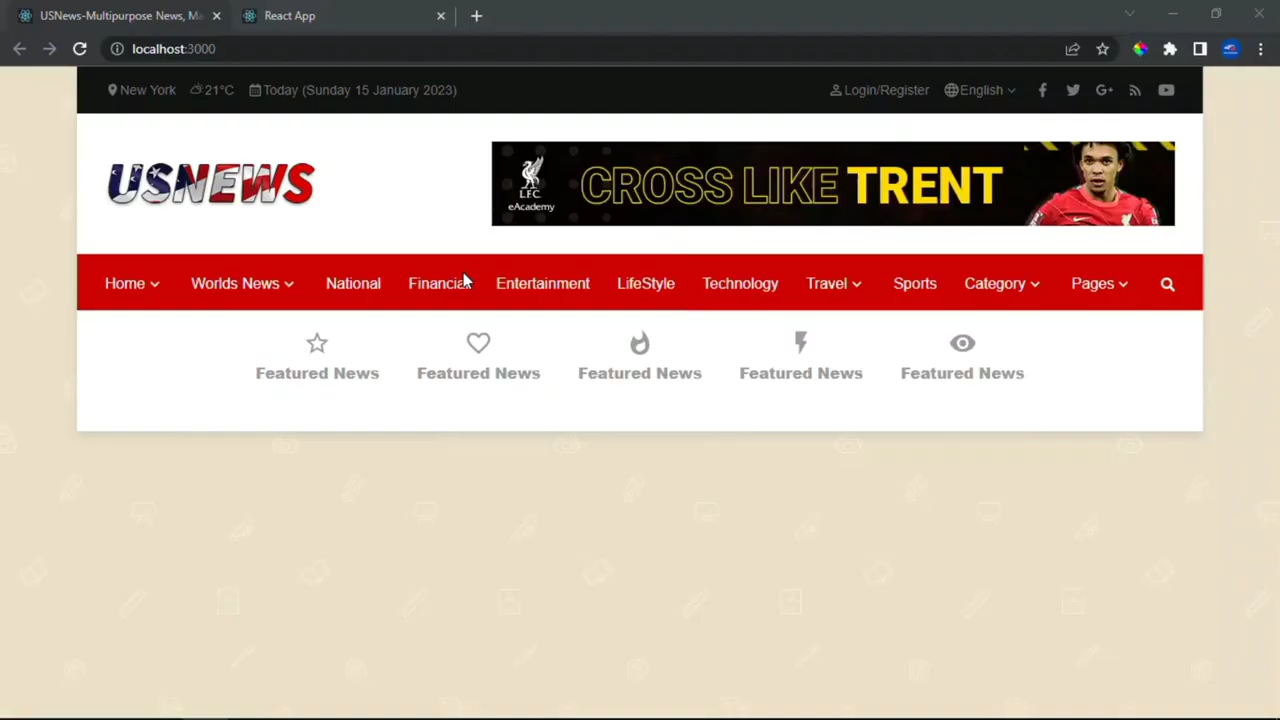 USNews-Multipurpose News, Ma
React App
localhost:3000
New York 21°C Today (Sunday 15 January 2023)
Login/Register English
USNEWS
L.F.C.
eAcademy
CROSS LIKE TRENT
Home Worlds News National Financial Entertainment LifeStyle Technology Travel Sports Category Pages
Featured News Featured News Featured News Featured News Featured News